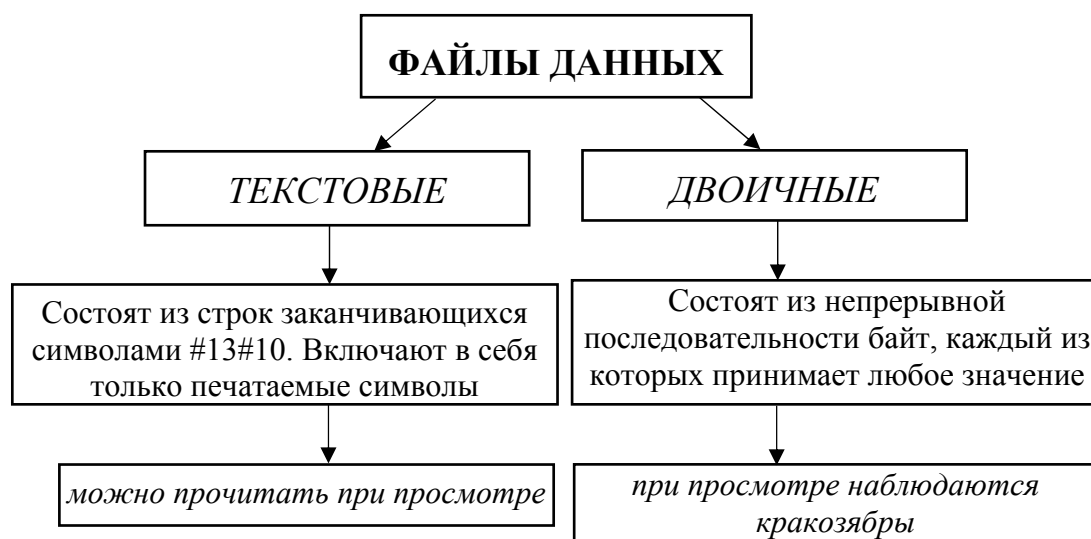 ФАЙЛЫ ДАННЫХ
ТЕКСТОВЫЕ
ДВОИЧНЫЕ
Состоят из строк заканчивающихся
символами #13#10. Включают в себя
только печатаемые символы
Состоят из непрерывной
последовательности байт, каждый из
которых принимает любое значение
можно прочитать при просмотре
при просмотре наблюдаются
кракозябры